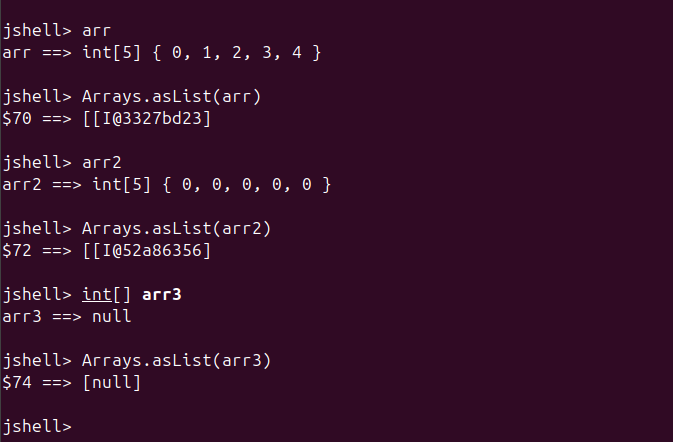 jshell> arr
arr ==> int[5] { 0, 1, 2, 3, 4 }
jshell> Arrays.asList(arr)
$70 ==> [[I@3327bd23]
jshell> arr2
arr2 ==> int[5] { 0, 0, 0, 0, 0 }
jshell> Arrays.asList(arr2)
$72 ==> [[I@52a86356]
jshell> int[] arr3
arr3 ==> null
jshell> Arrays.asList(arr3)
$74 ==> [null]
jshell>